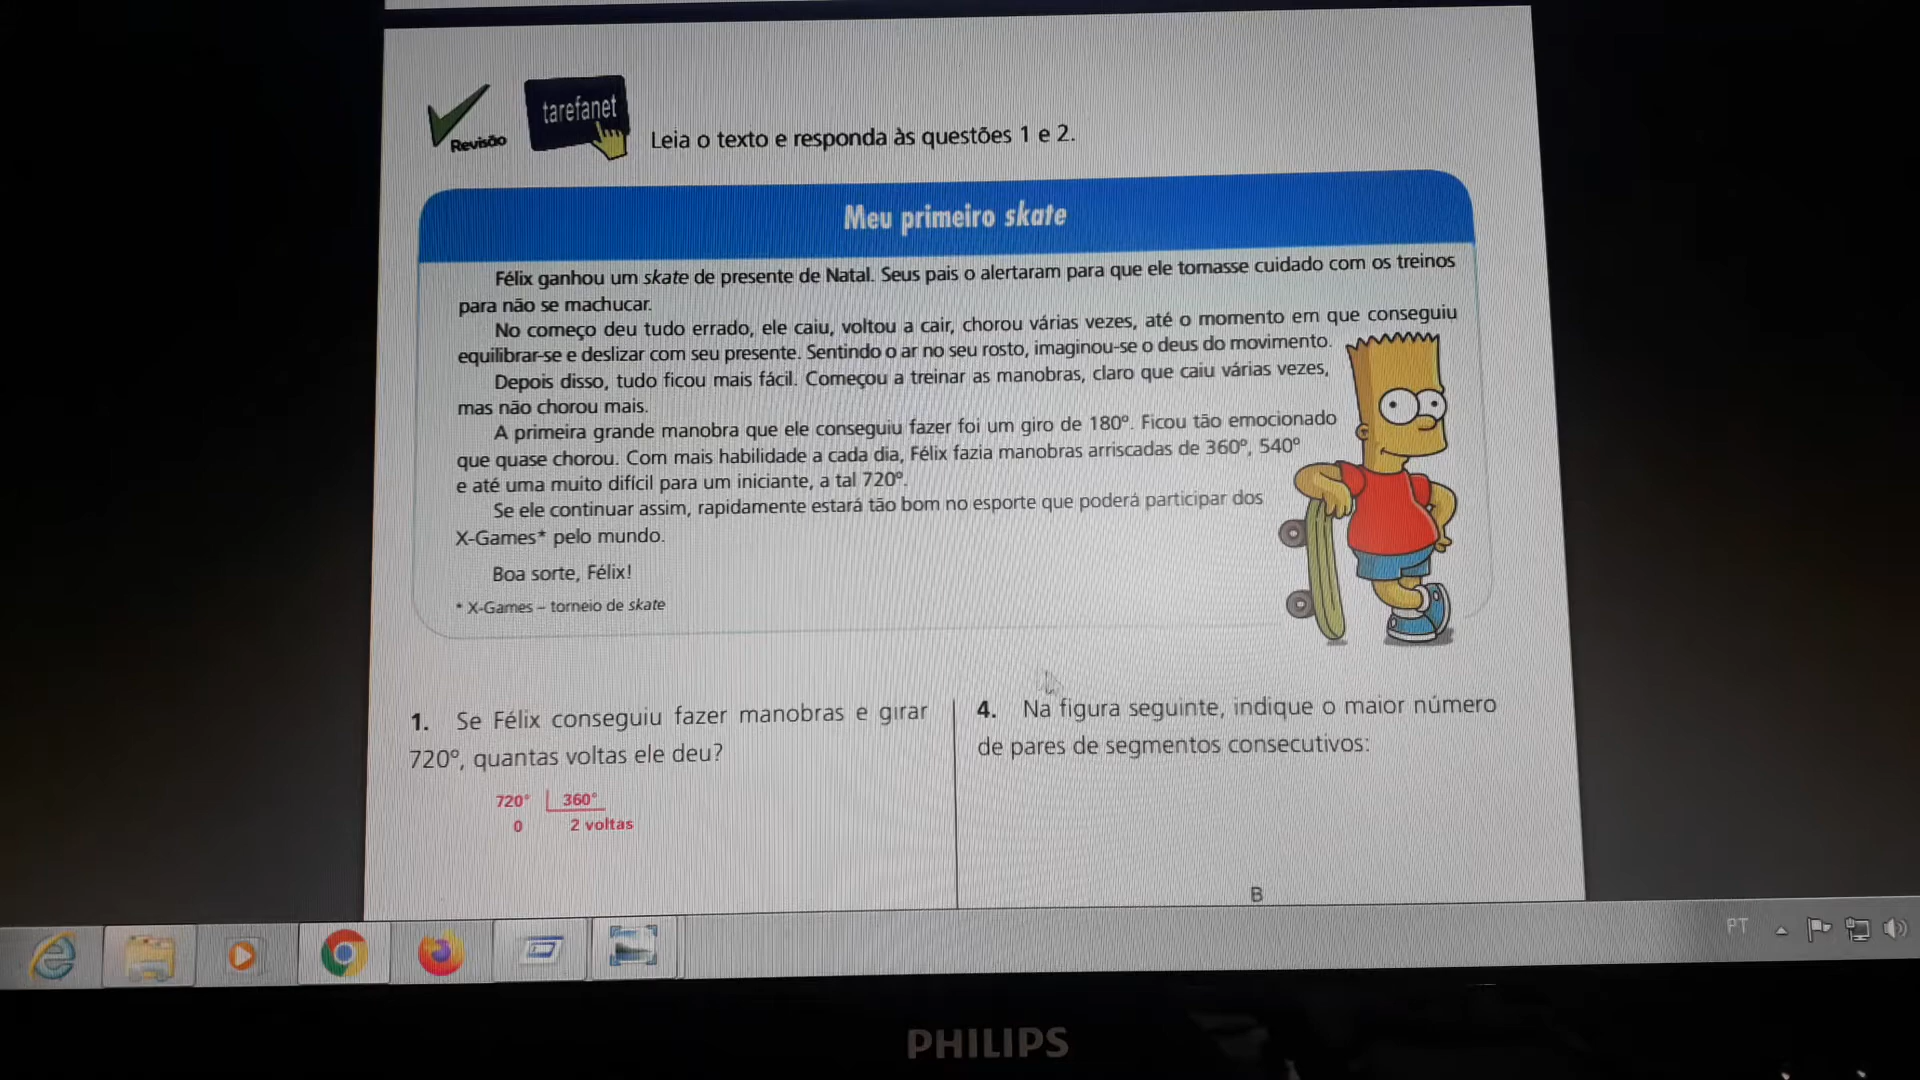 tarefanet
Revisão
Leia o texto e responda às questões 1 e 2.
Meu primeiro skate
Félix ganhou um skate de presente de Natal. Seus pais o alertaram para que ele tomasse cuidado com os treinos
para não se machucar.
No começo deu tudo errado, ele caiu, voltou a cair, chorou várias vezes, até o momento em que conseguiu
equilibrar-se e deslizar com seu presente. Sentindo o ar no seu rosto, imaginou-se o deus do movimento.
Depois disso, tudo ficou mais fácil. Começou a treinar as manobras, claro que caiu várias vezes,
mas não chorou mais.
A primeira grande manobra que ele conseguiu fazer foi um giro de 180º. Ficou tão emocionado
que quase chorou. Com mais habilidade a cada dia, Félix fazia manobras arriscadas de 360º, 540º
e até uma muito difícil para um iniciante, a tal 720º.
Se ele continuar assim, rapidamente estará tão bom no esporte que poderá participar dos
X-Games* pelo mundo.
Boa sorte, Félix!
* X-Games – torneio de skate
1. Se Félix conseguiu fazer manobras e girar
720º, quantas voltas ele deu?
720° 360°
0 2 voltas
4. Na figura seguinte, indique o maior número
de pares de segmentos consecutivos:
B
PT
PHILIPS